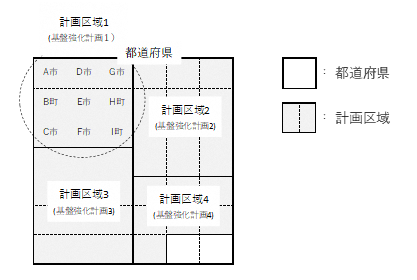 計画区域1
(基盤強化計画１)
都道府県
A市 D市 G市
B町 E市 H町
C市 F市 I町
計画区域2
(基盤強化計画2)
計画区域3
(基盤強化計画3)
計画区域4
(基盤強化計画4)
： 都道府県
： 計画区域